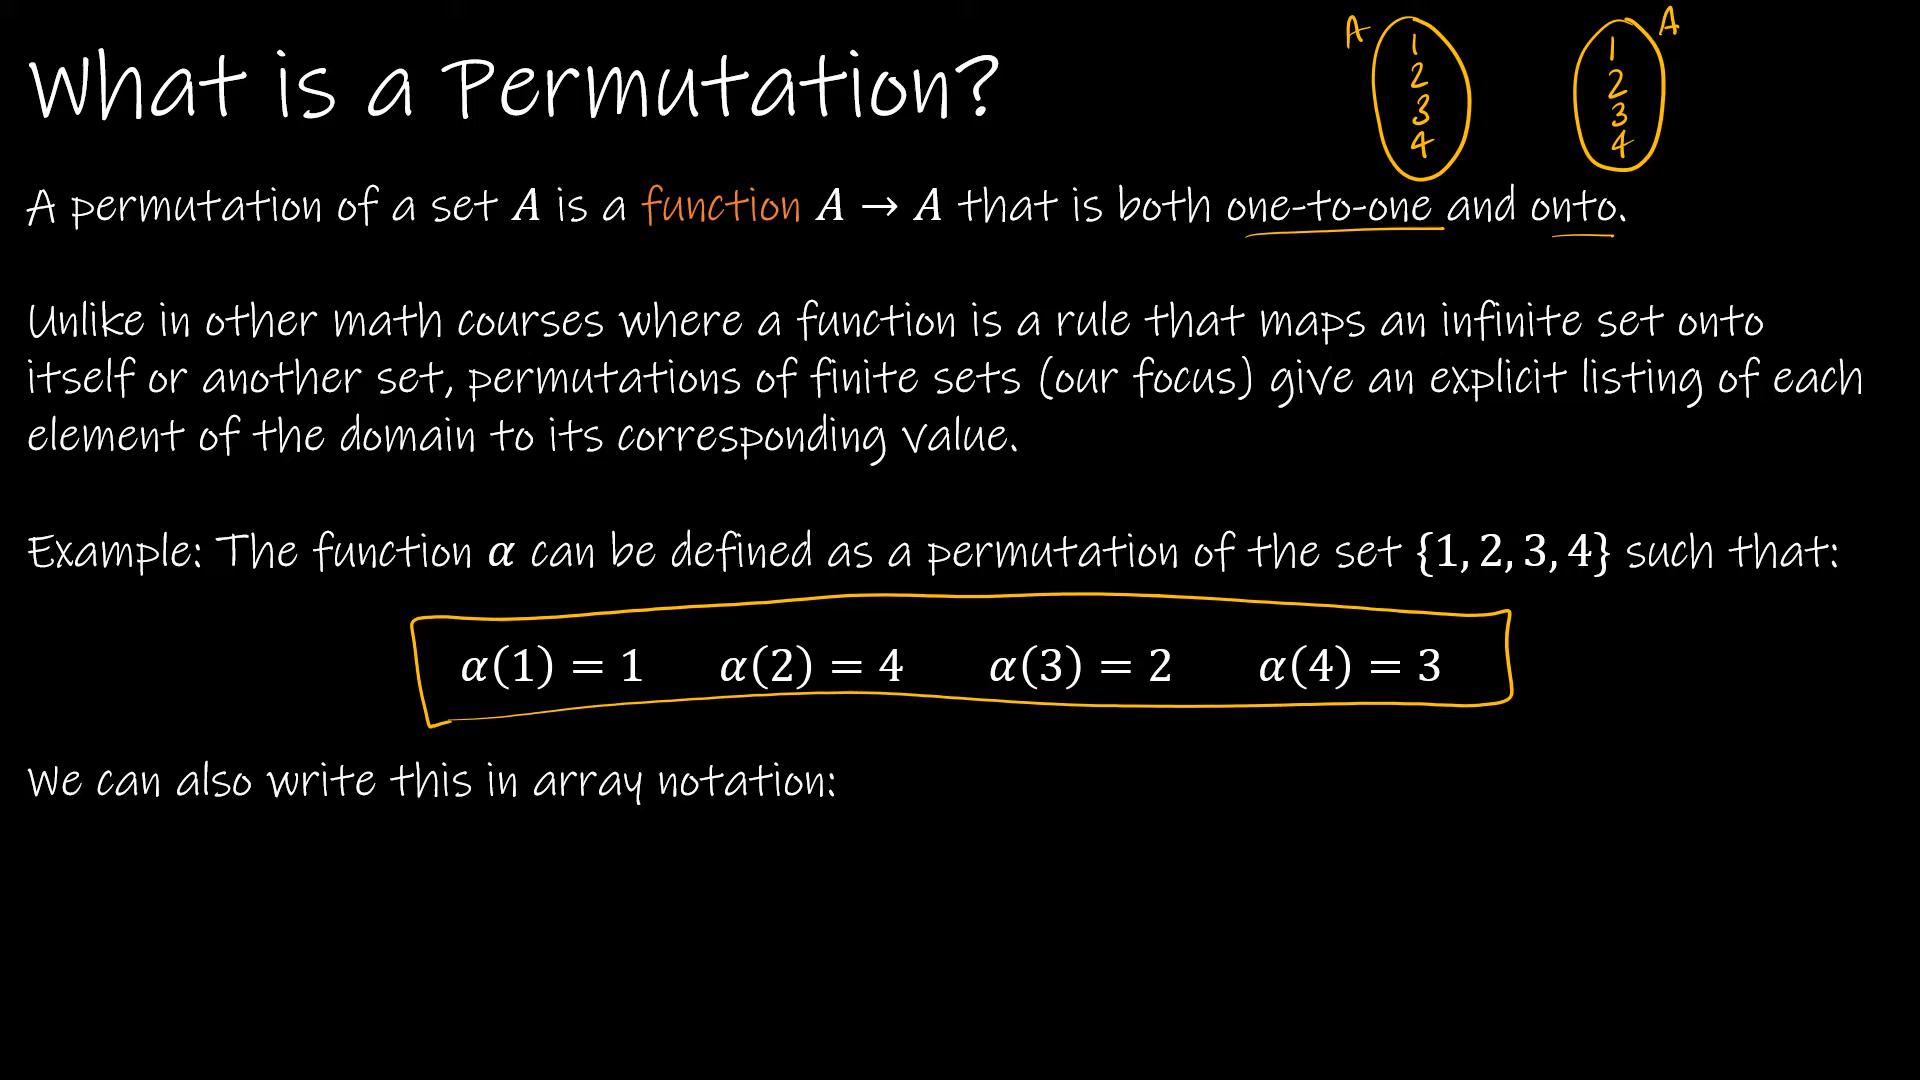 What is a Permutation?
A
1
2
3
4
A
1
2
3
4
A permutation of a set A is a function A → A that is both one-to-one and onto.
Unlike in other math courses where a function is a rule that maps an infinite set onto
itself or another set, permutations of finite sets (our focus) give an explicit listing of each
element of the domain to its corresponding value.
Example: The function α can be defined as a permutation of the set {1, 2, 3, 4} such that:
α(1) = 1 α(2) = 4 α(3) = 2 α(4) = 3
We can also write this in array notation: